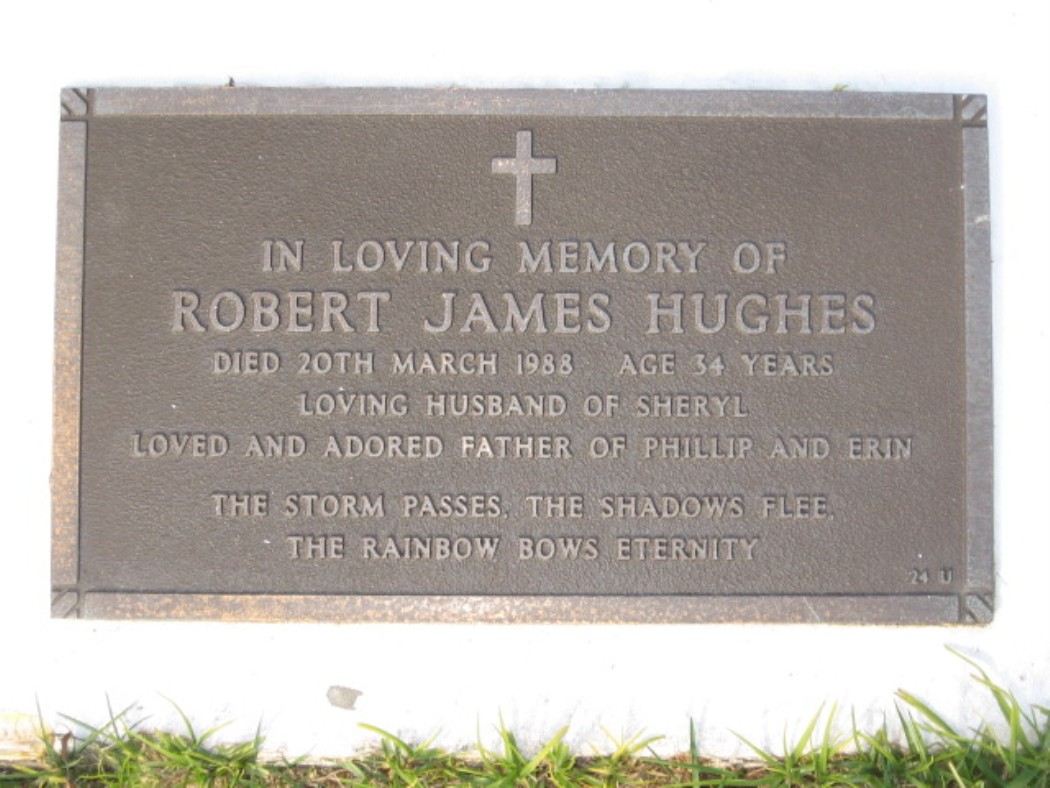 IN LOVING MEMORY OF
ROBERT JAMES HUGHES
DIED 20TH MARCH 1988 AGE 34 YEARS
LOVING HUSBAND OF SHERYL
LOVED AND ADORED FATHER OF PHILLIP AND ERIN
THE STORM PASSES, THE SHADOWS FLEE,
THE RAINBOW BOWS ETERNITY
24 U